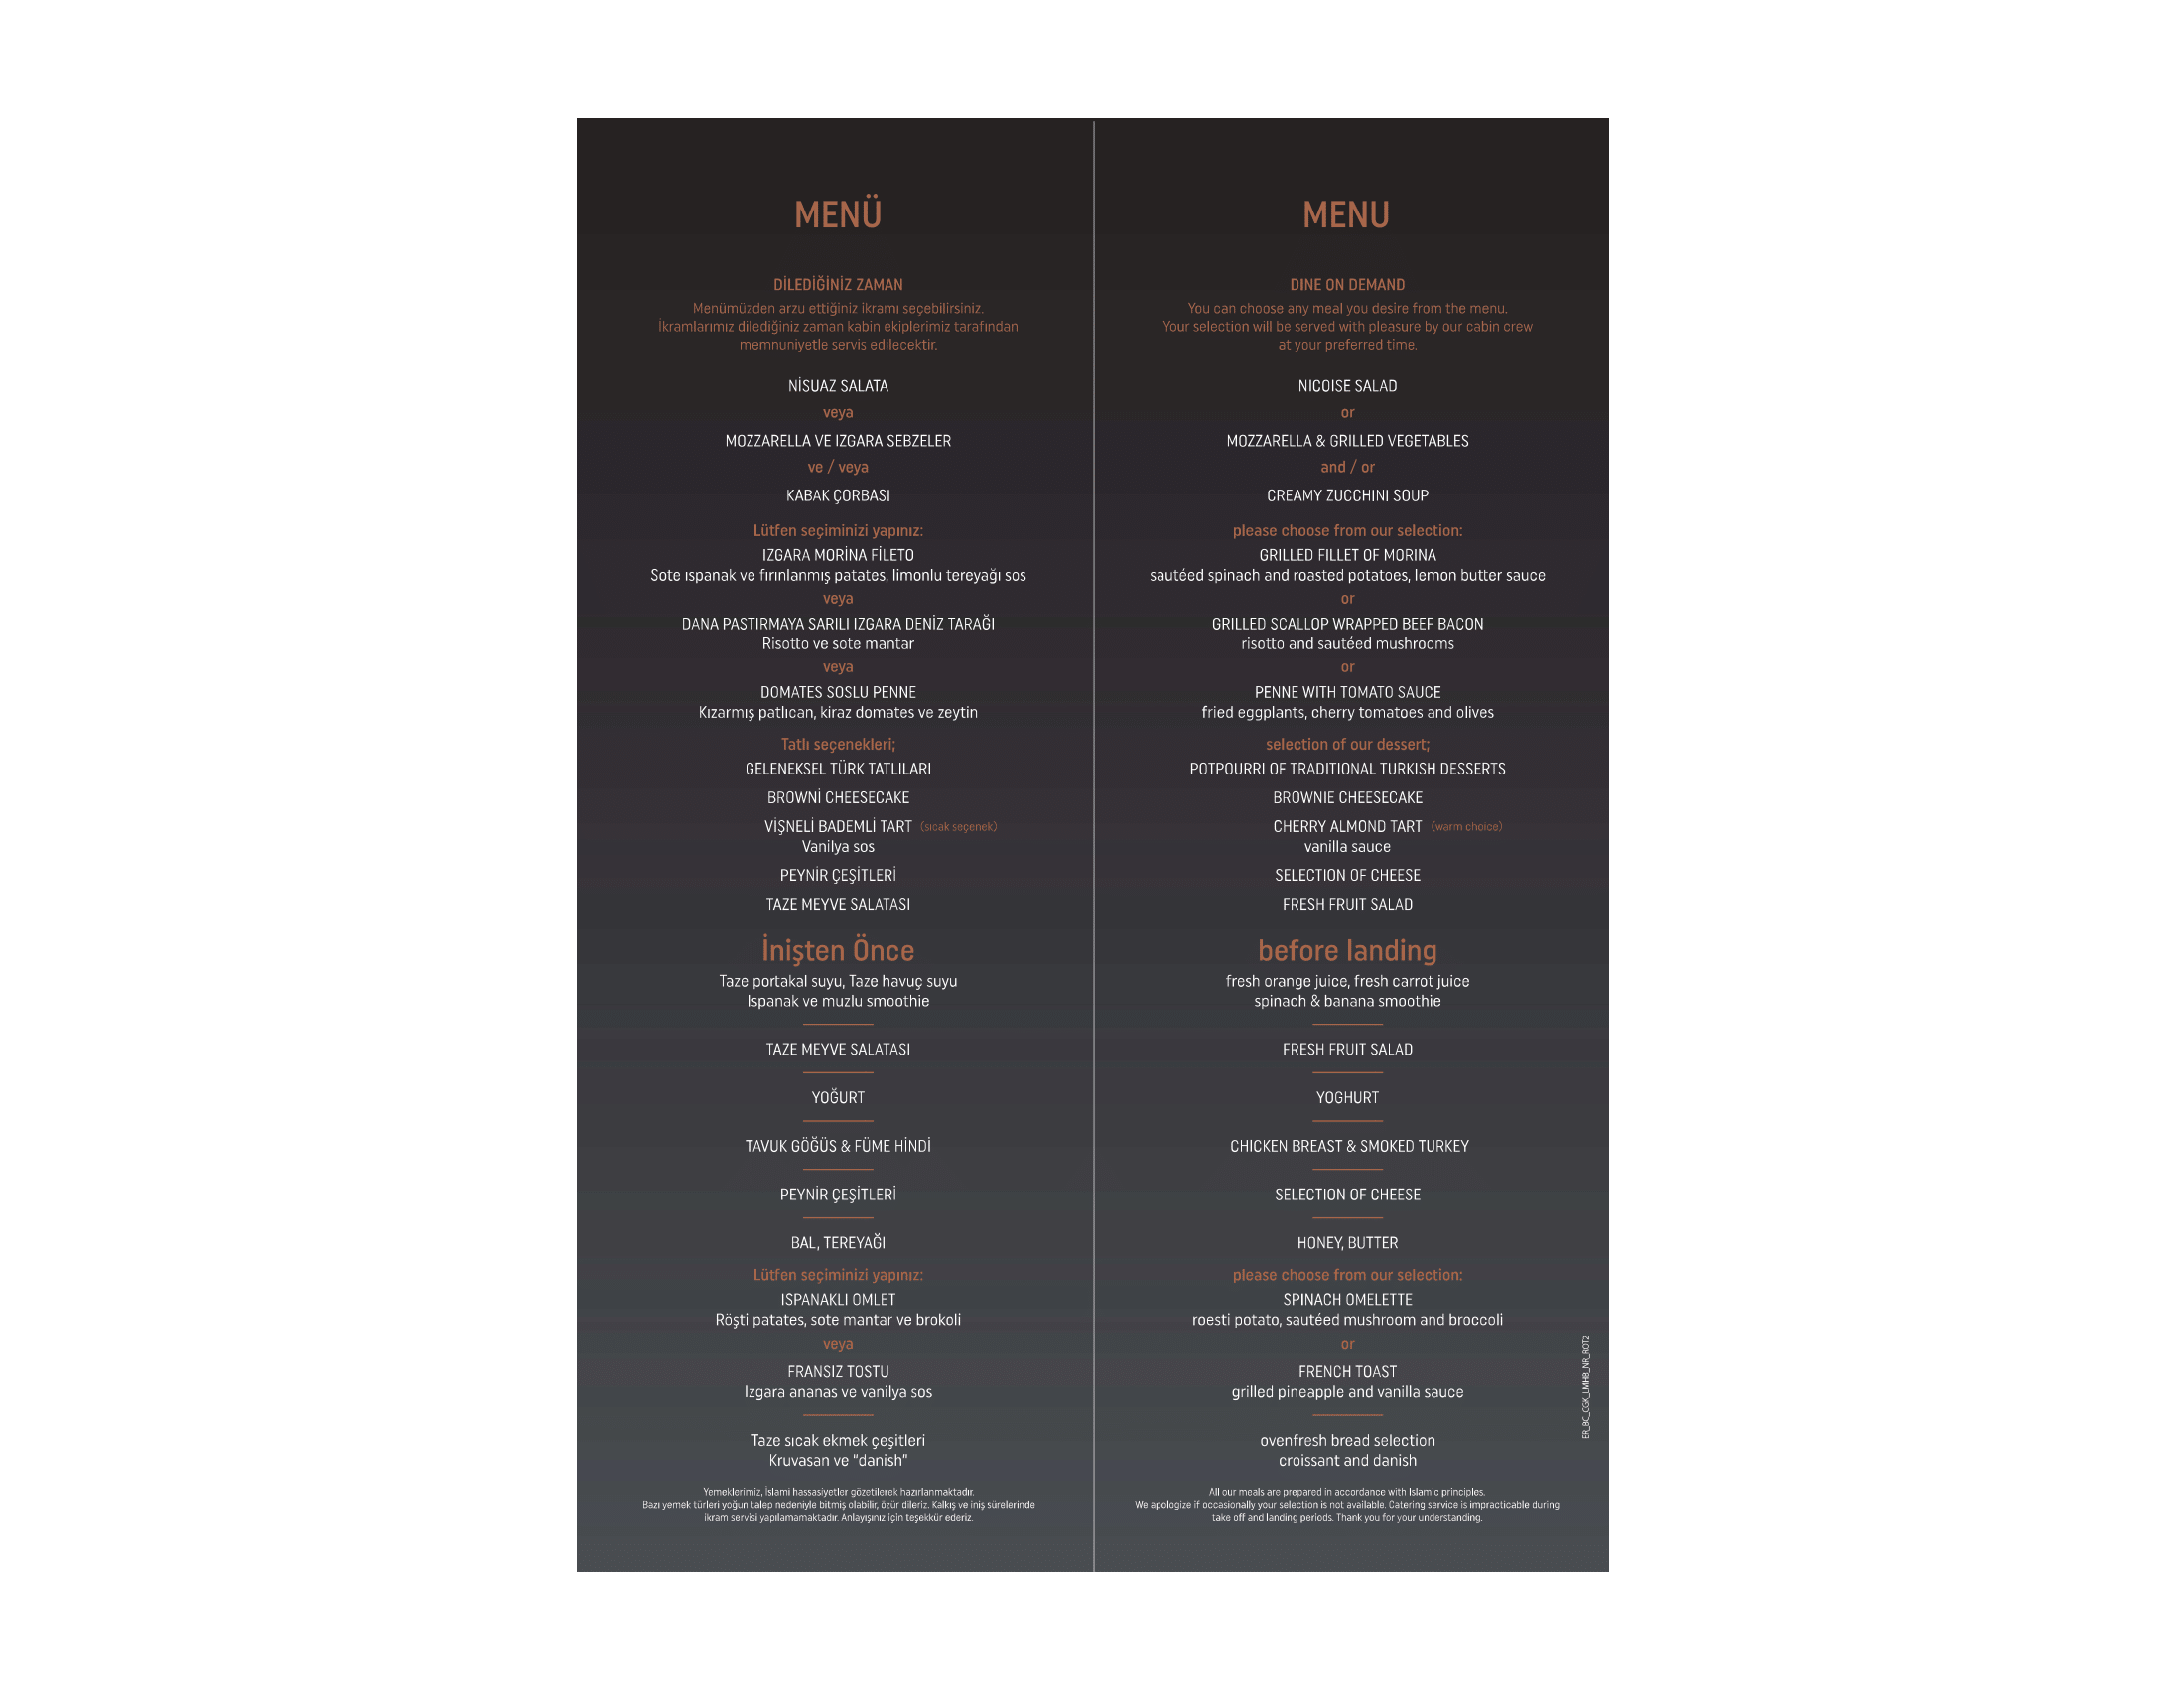 MENÜ
DİLEDİĞİNİZ ZAMAN
Menümüzden arzu ettiğiniz ikramı seçebilirsiniz.
İkramlarımız dilediğiniz zaman kabin ekiplerimiz tarafından
memnuniyetle servis edilecektir.
NİSUAZ SALATA
veya
MOZZARELLA VE IZGARA SEBZELER
ve / veya
KABAK ÇORBASI
Lütfen seçiminizi yapınız:
IZGARA MORİNA FİLETO
Sote ıspanak ve fırınlanmış patates, limonlu tereyağı sos
veya
DANA PASTIRMAYA SARILI IZGARA DENİZ TARAĞI
Risotto ve sote mantar
veya
DOMATES SOSLU PENNE
Kızarmış patlıcan, kiraz domates ve zeytin
Tatlı seçenekleri;
GELENEKSEL TÜRK TATLILARI
BROWNİ CHEESECAKE
VİŞNELİ BADEMLİ TART (sıcak seçenek)
Vanilya sos
PEYNİR ÇEŞİTLERİ
TAZE MEYVE SALATASI
İnişten Önce
Taze portakal suyu, Taze havuç suyu
Ispanak ve muzlu smoothie
TAZE MEYVE SALATASI
YOĞURT
TAVUK GÖĞÜS & FÜME HİNDİ
PEYNİR ÇEŞİTLERİ
BAL, TEREYAĞI
Lütfen seçiminizi yapınız:
ISPANAKLI OMLET
Röşti patates, sote mantar ve brokoli
veya
FRANSIZ TOSTU
Izgara ananas ve vanilya sos
Taze sıcak ekmek çeşitleri
Kruvasan ve "danish"
Yemeklerimiz, İslami hassasiyetler gözetilerek hazırlanmaktadır.
Bazı yemek türleri yoğun talep nedeniyle bitmiş olabilir, özür dileriz. Kalkış ve iniş sürelerinde
ikram servisi yapılamamaktadır. Anlayışınız için teşekkür ederiz.
MENU
DINE ON DEMAND
You can choose any meal you desire from the menu.
Your selection will be served with pleasure by our cabin crew
at your preferred time.
NICOISE SALAD
or
MOZZARELLA & GRILLED VEGETABLES
and / or
CREAMY ZUCCHINI SOUP
please choose from our selection:
GRILLED FILLET OF MORINA
sautéed spinach and roasted potatoes, lemon butter sauce
or
GRILLED SCALLOP WRAPPED BEEF BACON
risotto and sautéed mushrooms
or
PENNE WITH TOMATO SAUCE
fried eggplants, cherry tomatoes and olives
selection of our dessert;
POTPOURRI OF TRADITIONAL TURKISH DESSERTS
BROWNIE CHEESECAKE
CHERRY ALMOND TART (warm choice)
vanilla sauce
SELECTION OF CHEESE
FRESH FRUIT SALAD
before landing
fresh orange juice, fresh carrot juice
spinach & banana smoothie
FRESH FRUIT SALAD
YOGHURT
CHICKEN BREAST & SMOKED TURKEY
SELECTION OF CHEESE
HONEY, BUTTER
please choose from our selection:
SPINACH OMELETTE
roesti potato, sautéed mushroom and broccoli
or
FRENCH TOAST
grilled pineapple and vanilla sauce
ovenfresh bread selection
croissant and danish
All our meals are prepared in accordance with Islamic principles.
We apologize if occasionally your selection is not available. Catering service is impracticable during
take off and landing periods. Thank you for your understanding.
ER_BC_CGK_LMHB_NR_ROT2